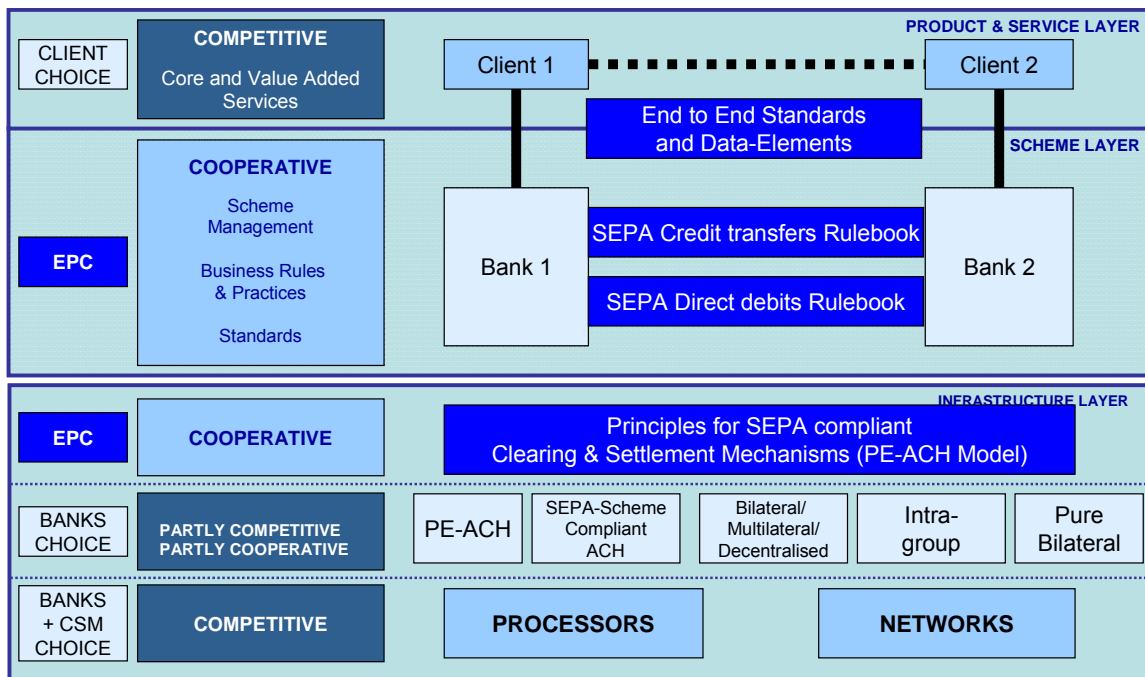 PRODUCT & SERVICE LAYER
CLIENT
CHOICE
COMPETITIVE
Core and Value Added
Services
Client 1
Client 2
End to End Standards
and Data-Elements
SCHEME LAYER
EPC
COOPERATIVE
Scheme
Management
Business Rules
& Practices
Standards
Bank 1
SEPA Credit transfers Rulebook
SEPA Direct debits Rulebook
Bank 2
INFRASTRUCTURE LAYER
EPC
COOPERATIVE
Principles for SEPA compliant
Clearing & Settlement Mechanisms (PE-ACH Model)
BANKS
CHOICE
PARTLY COMPETITIVE
PARTLY COOPERATIVE
PE-ACH
SEPA-Scheme
Compliant
ACH
Bilateral/
Multilateral/
Decentralised
Intra-
group
Pure
Bilateral
BANKS
+ CSM
CHOICE
COMPETITIVE
PROCESSORS
NETWORKS